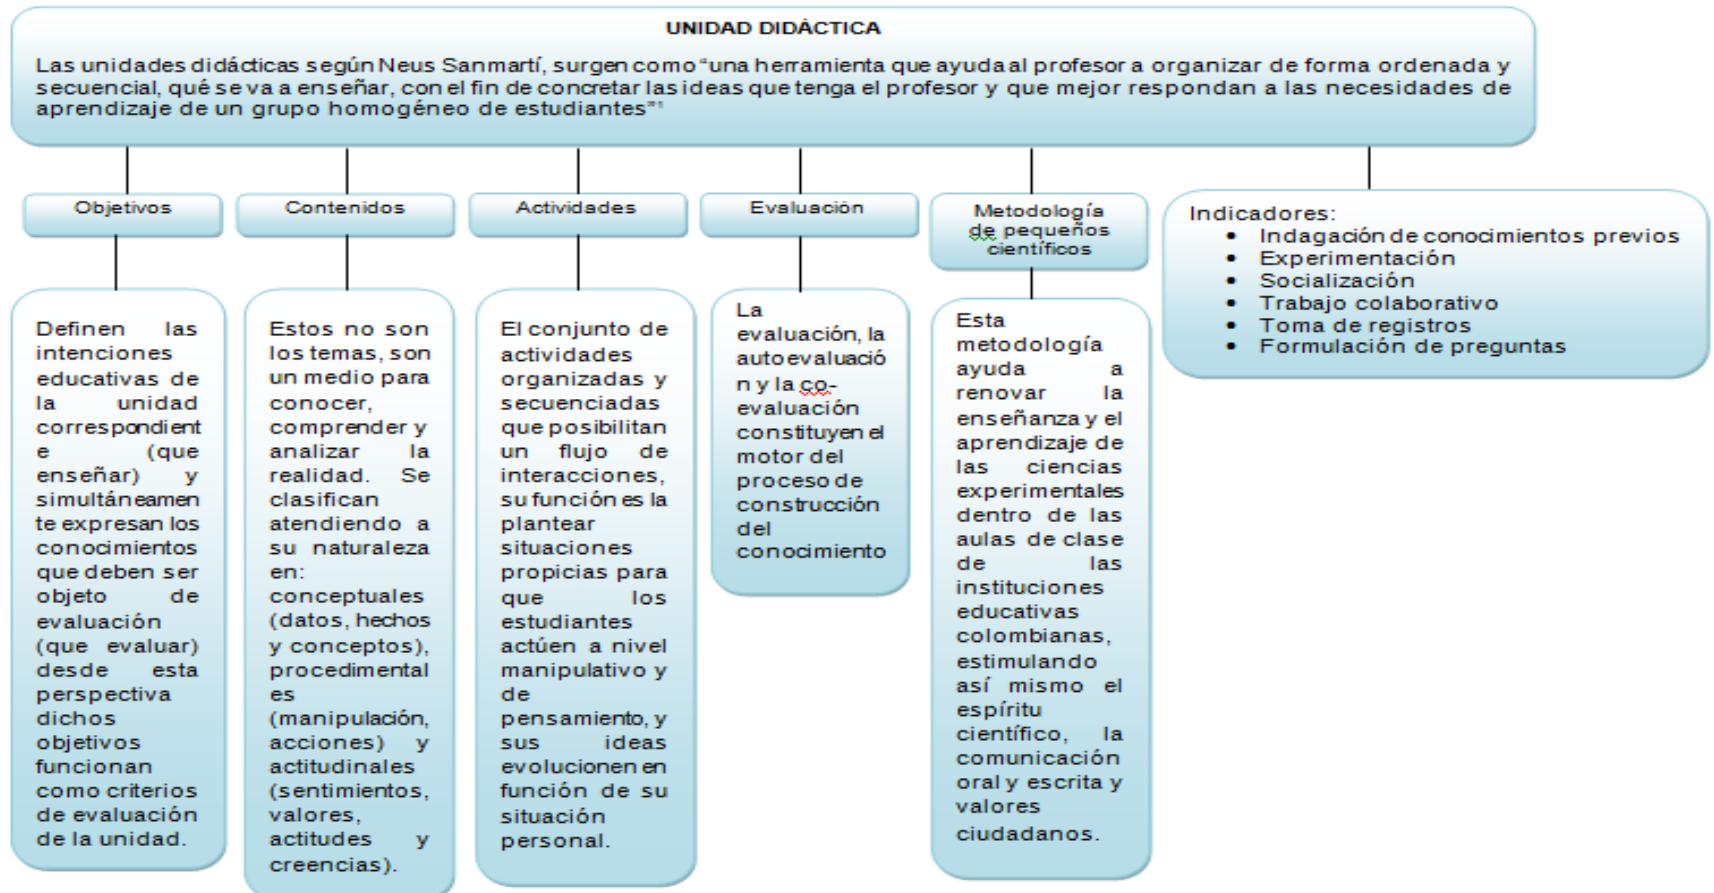 UNIDAD DIDÁCTICA
Las unidades didácticas según Neus Sanmartí, surgen como “una herramienta que ayuda al profesor a organizar de forma ordenada y
secuencial, qué se va a enseñar, con el fin de concretar las ideas que tenga el profesor y que mejor respondan a las necesidades de
aprendizaje de un grupo homogéneo de estudiantes”¹
Objetivos
Definen las
intenciones
educativas de
la unidad
correspondient
e (que
enseñar) y
simultáneamen
te expresan los
conocimientos
que deben ser
objeto de
evaluación
(que evaluar)
desde esta
perspectiva
dichos
objetivos
funcionan
como criterios
de evaluación
de la unidad.
Contenidos
Estos no son
los temas, son
un medio para
conocer,
comprender y
analizar la
realidad. Se
clasifican
atendiendo a
su naturaleza
en:
conceptuales
(datos, hechos
y conceptos),
procedimental
es
(manipulación,
acciones) y
actitudinales
(sentimientos,
valores,
actitudes y
creencias).
Actividades
El conjunto de
actividades
organizadas y
secuenciadas
que posibilitan
un flujo de
interacciones,
su función es la
plantear
situaciones
propicias para
que los
estudiantes
actúen a nivel
manipulativo y
de
pensamiento, y
sus ideas
evolucionen en
función de su
situación
personal.
Evaluación
La
evaluación, la
autoevaluació
n y la co-
evaluación
constituyen el
motor del
proceso de
construcción
del
conocimiento
Metodología
de pequeños
científicos
Esta
metodología
ayuda a
renovar la
enseñanza y el
aprendizaje de
las ciencias
experimentales
dentro de las
aulas de clase
de las
instituciones
educativas
colombianas,
estimulando
así mismo el
espíritu
científico, la
comunicación
oral y escrita y
valores
ciudadanos.
Indicadores:
• Indagación de conocimientos previos
• Experimentación
• Socialización
• Trabajo colaborativo
• Toma de registros
• Formulación de preguntas